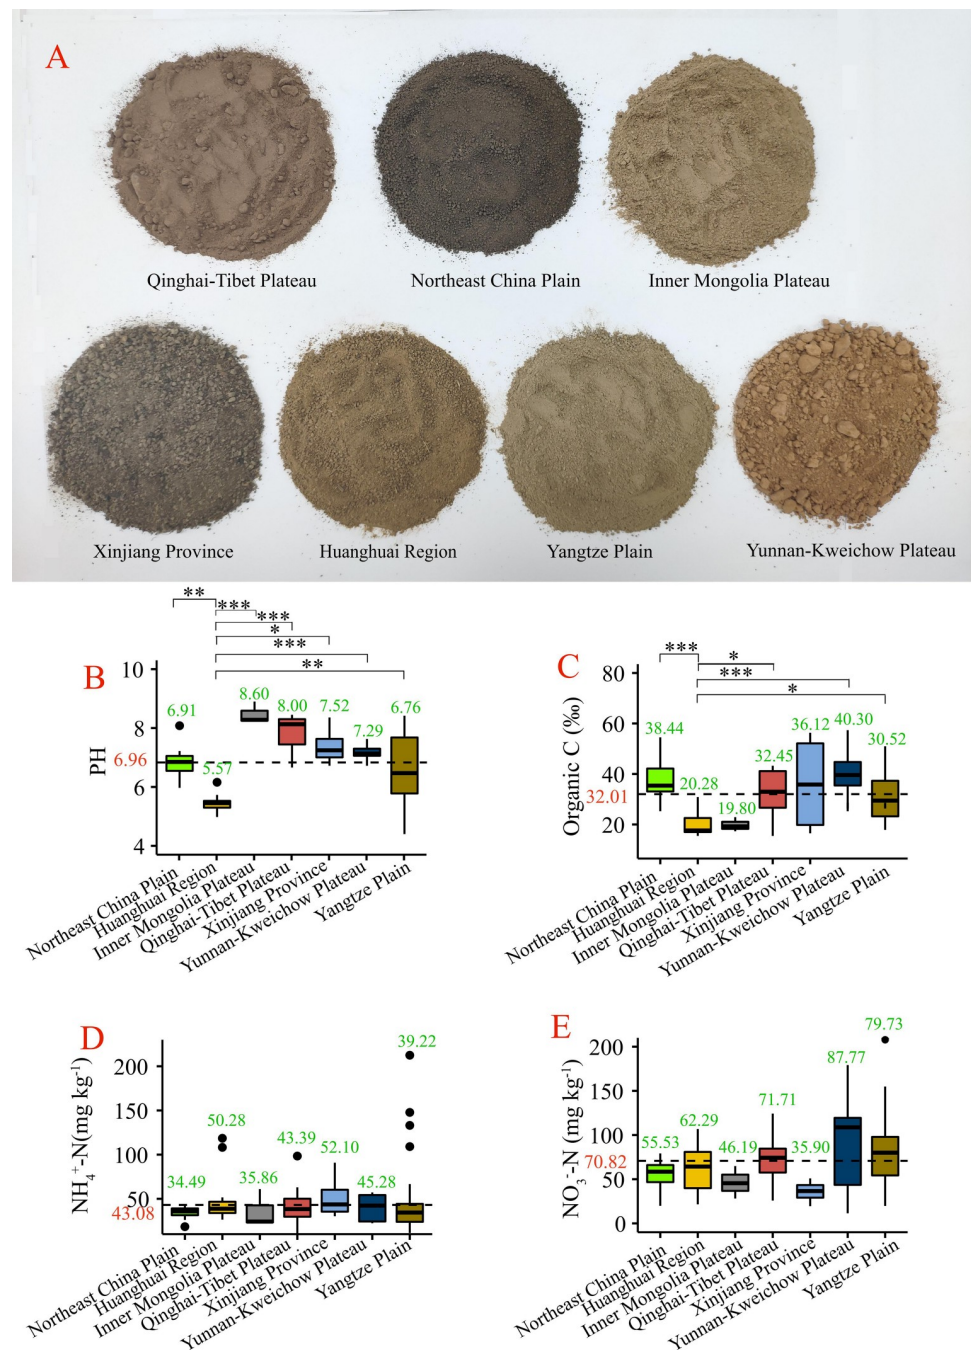 A
Qinghai-Tibet Plateau
Northeast China Plain
Inner Mongolia Plateau
Xinjiang Province
Huanghuai Region
Yangtze Plain
Yunnan-Kweichow Plateau
B
**
***
***
*
***
**
PH
10
8
6
4
6.96
6.91
5.57
8.60
8.00
7.52
7.29
6.76
Northeast China Plain
Huanghuai Region
Inner Mongolia Plateau
Qinghai-Tibet Plateau
Xinjiang Province
Yunnan-Kweichow Plateau
Yangtze Plain
C
***
*
***
*
Organic C (‰)
80
60
40
20
32.01
38.44
20.28
19.80
32.45
36.12
40.30
30.52
Northeast China Plain
Huanghuai Region
Inner Mongolia Plateau
Qinghai-Tibet Plateau
Xinjiang Province
Yunnan-Kweichow Plateau
Yangtze Plain
D
NH₄⁺-N(mg kg⁻¹)
200
150
100
50
43.08
34.49
50.28
35.86
43.39
52.10
45.28
39.22
Northeast China Plain
Huanghuai Region
Inner Mongolia Plateau
Qinghai-Tibet Plateau
Xinjiang Province
Yunnan-Kweichow Plateau
Yangtze Plain
E
NO₃⁻-N (mg kg⁻¹)
200
150
100
50
0
70.82
55.53
62.29
46.19
71.71
35.90
87.77
79.73
Northeast China Plain
Huanghuai Region
Inner Mongolia Plateau
Qinghai-Tibet Plateau
Xinjiang Province
Yunnan-Kweichow Plateau
Yangtze Plain